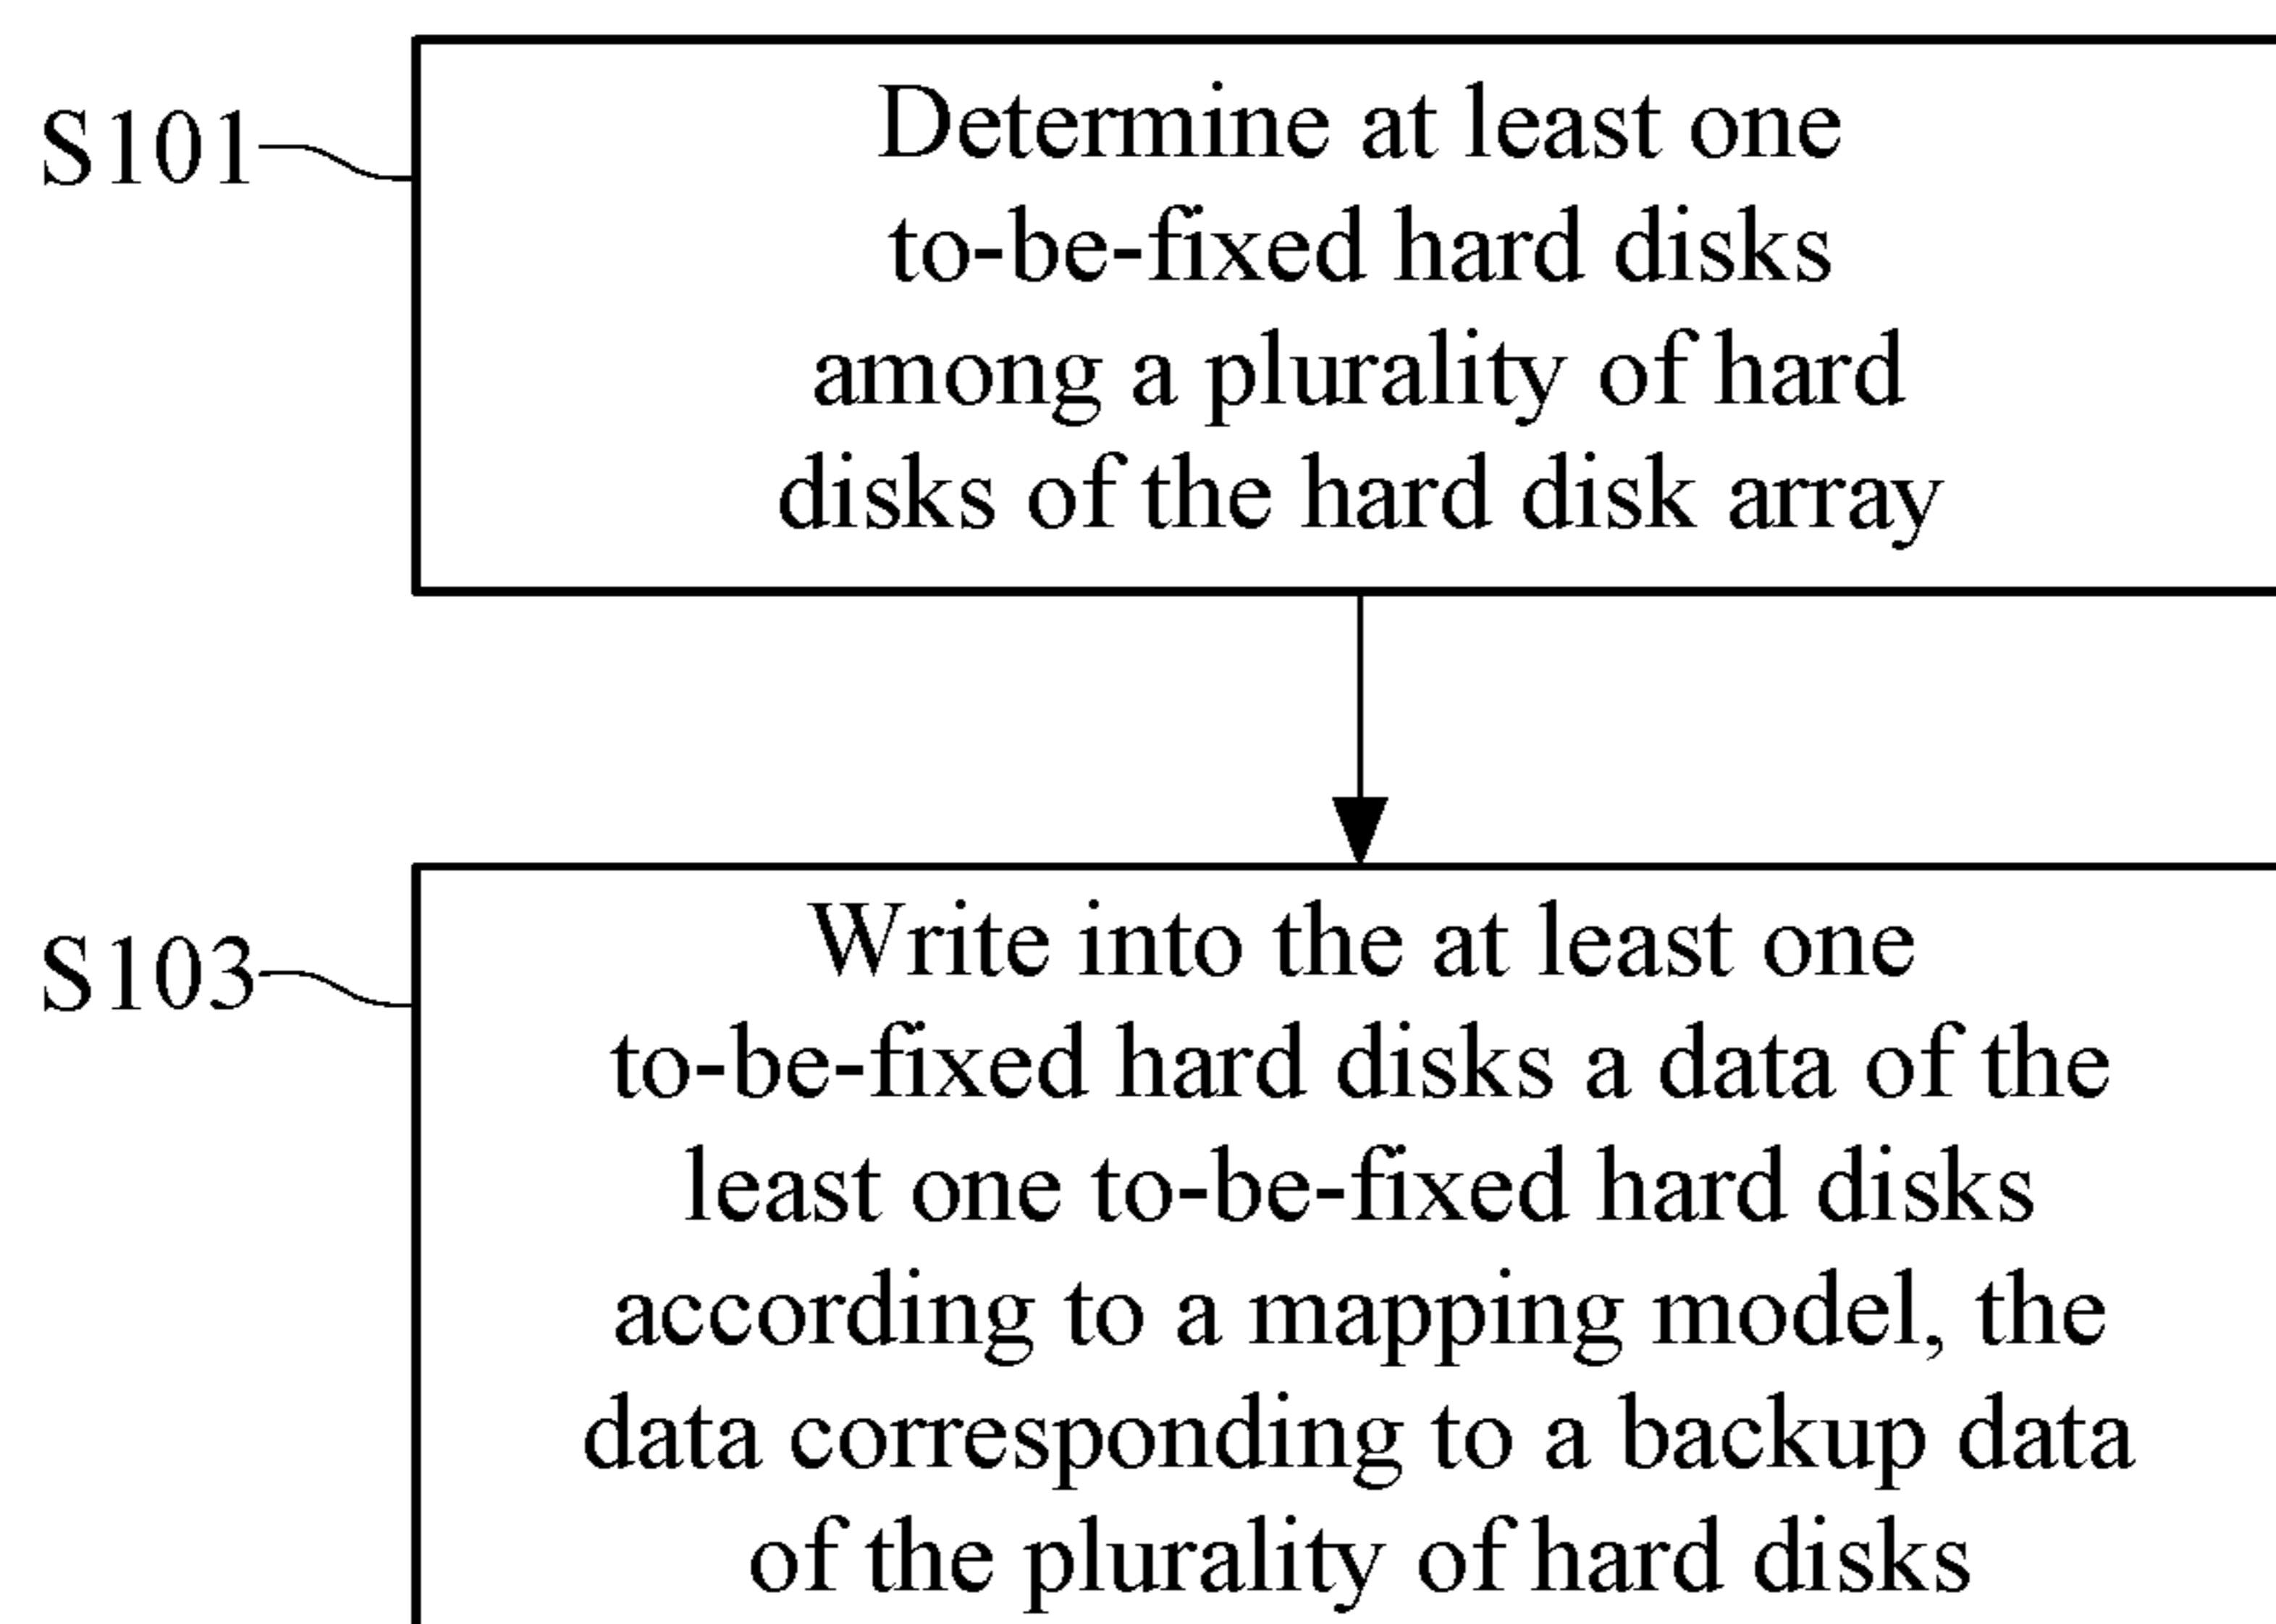 S101
Determine at least one
to-be-fixed hard disks
among a plurality of hard
disks of the hard disk array
S103
Write into the at least one
to-be-fixed hard disks a data of the
least one to-be-fixed hard disks
according to a mapping model, the
data corresponding to a backup data
of the plurality of hard disks